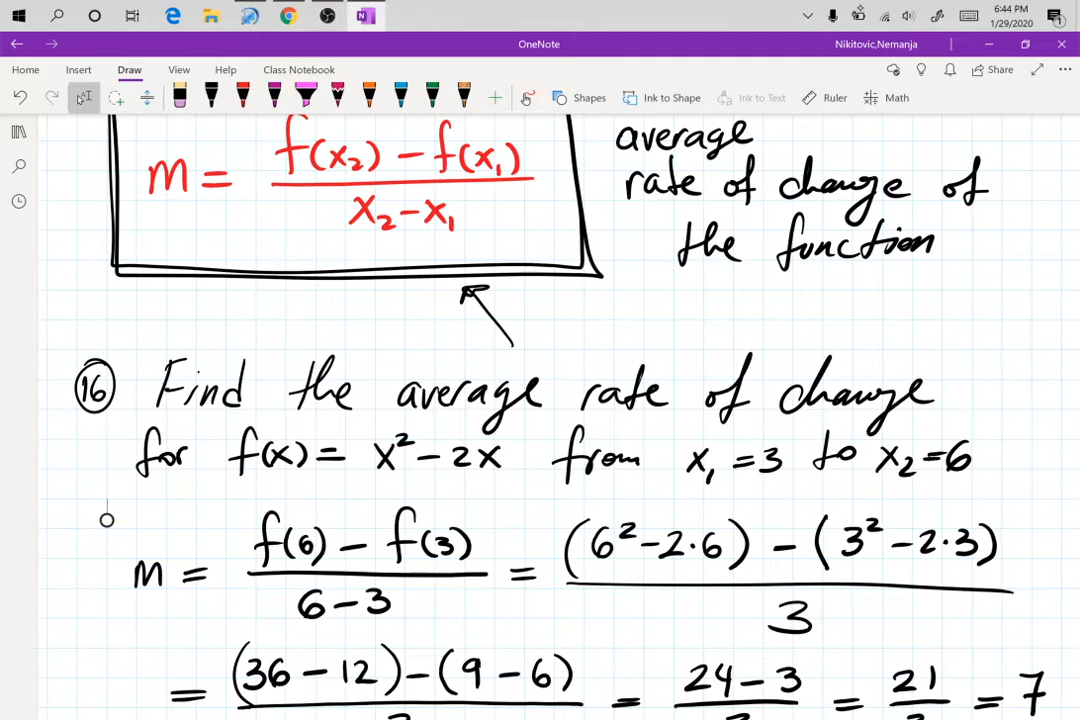 6:44 PM
1/29/2020
OneNote
Nikitovic,Nemanja
Home Insert Draw View Help Class Notebook
Share
Shapes Ink to Shape Ink to Text Ruler Math
m = f(x₂) − f(x₁)
x₂ − x₁
average
rate of change of
the function
16 Find the average rate of change
for f(x) = x² − 2x from x₁ = 3 to x₂ = 6
m = f(6) − f(3) = (6² − 2·6) − (3² − 2·3)
6 − 3 3
= (36 − 12) − (9 − 6) = 24 − 3 = 21 = 7